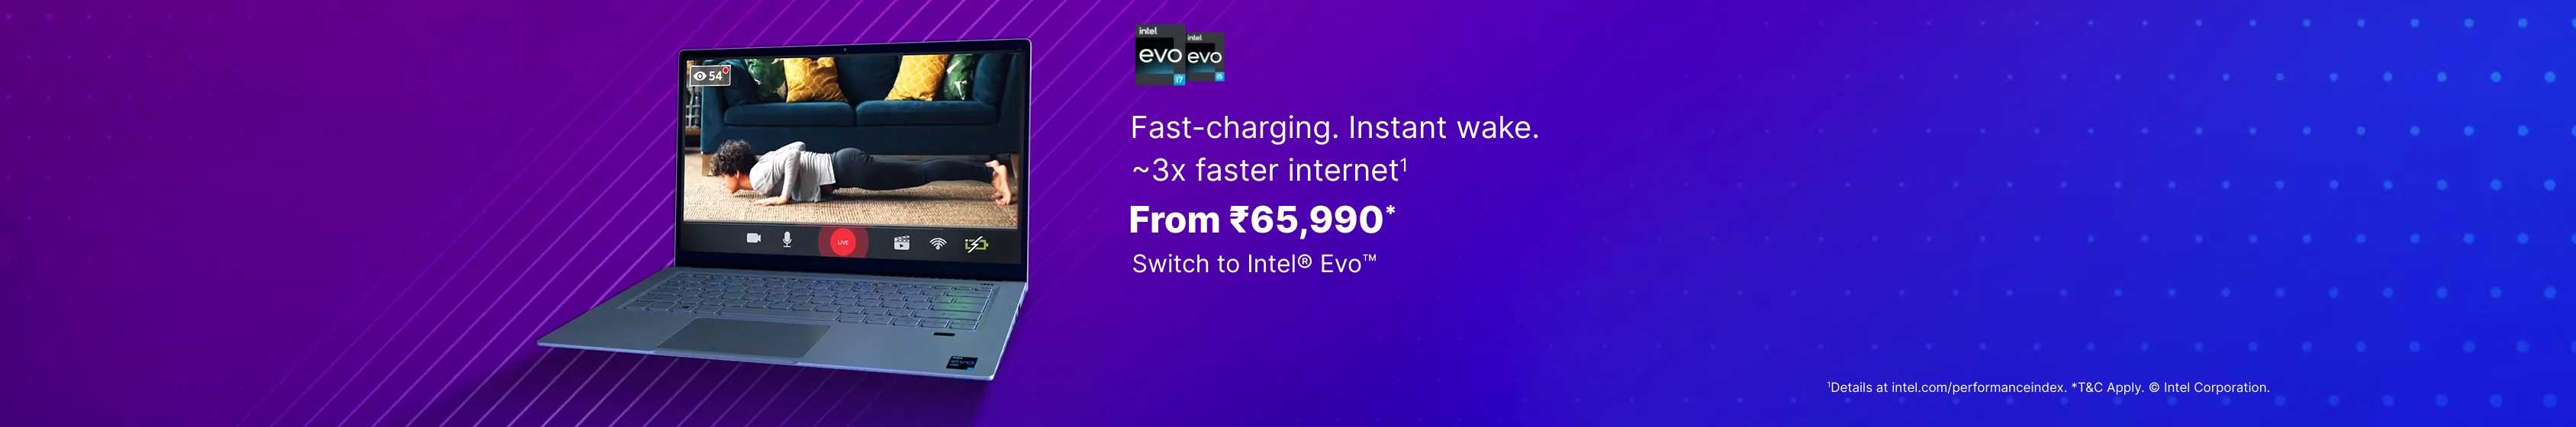 54
LIVE
evo
intel
evo
i7
intel
evo
i5
Fast-charging. Instant wake.
~3x faster internet¹
From ₹65,990*
Switch to Intel® Evo™
¹Details at intel.com/performanceindex. *T&C Apply. © Intel Corporation.